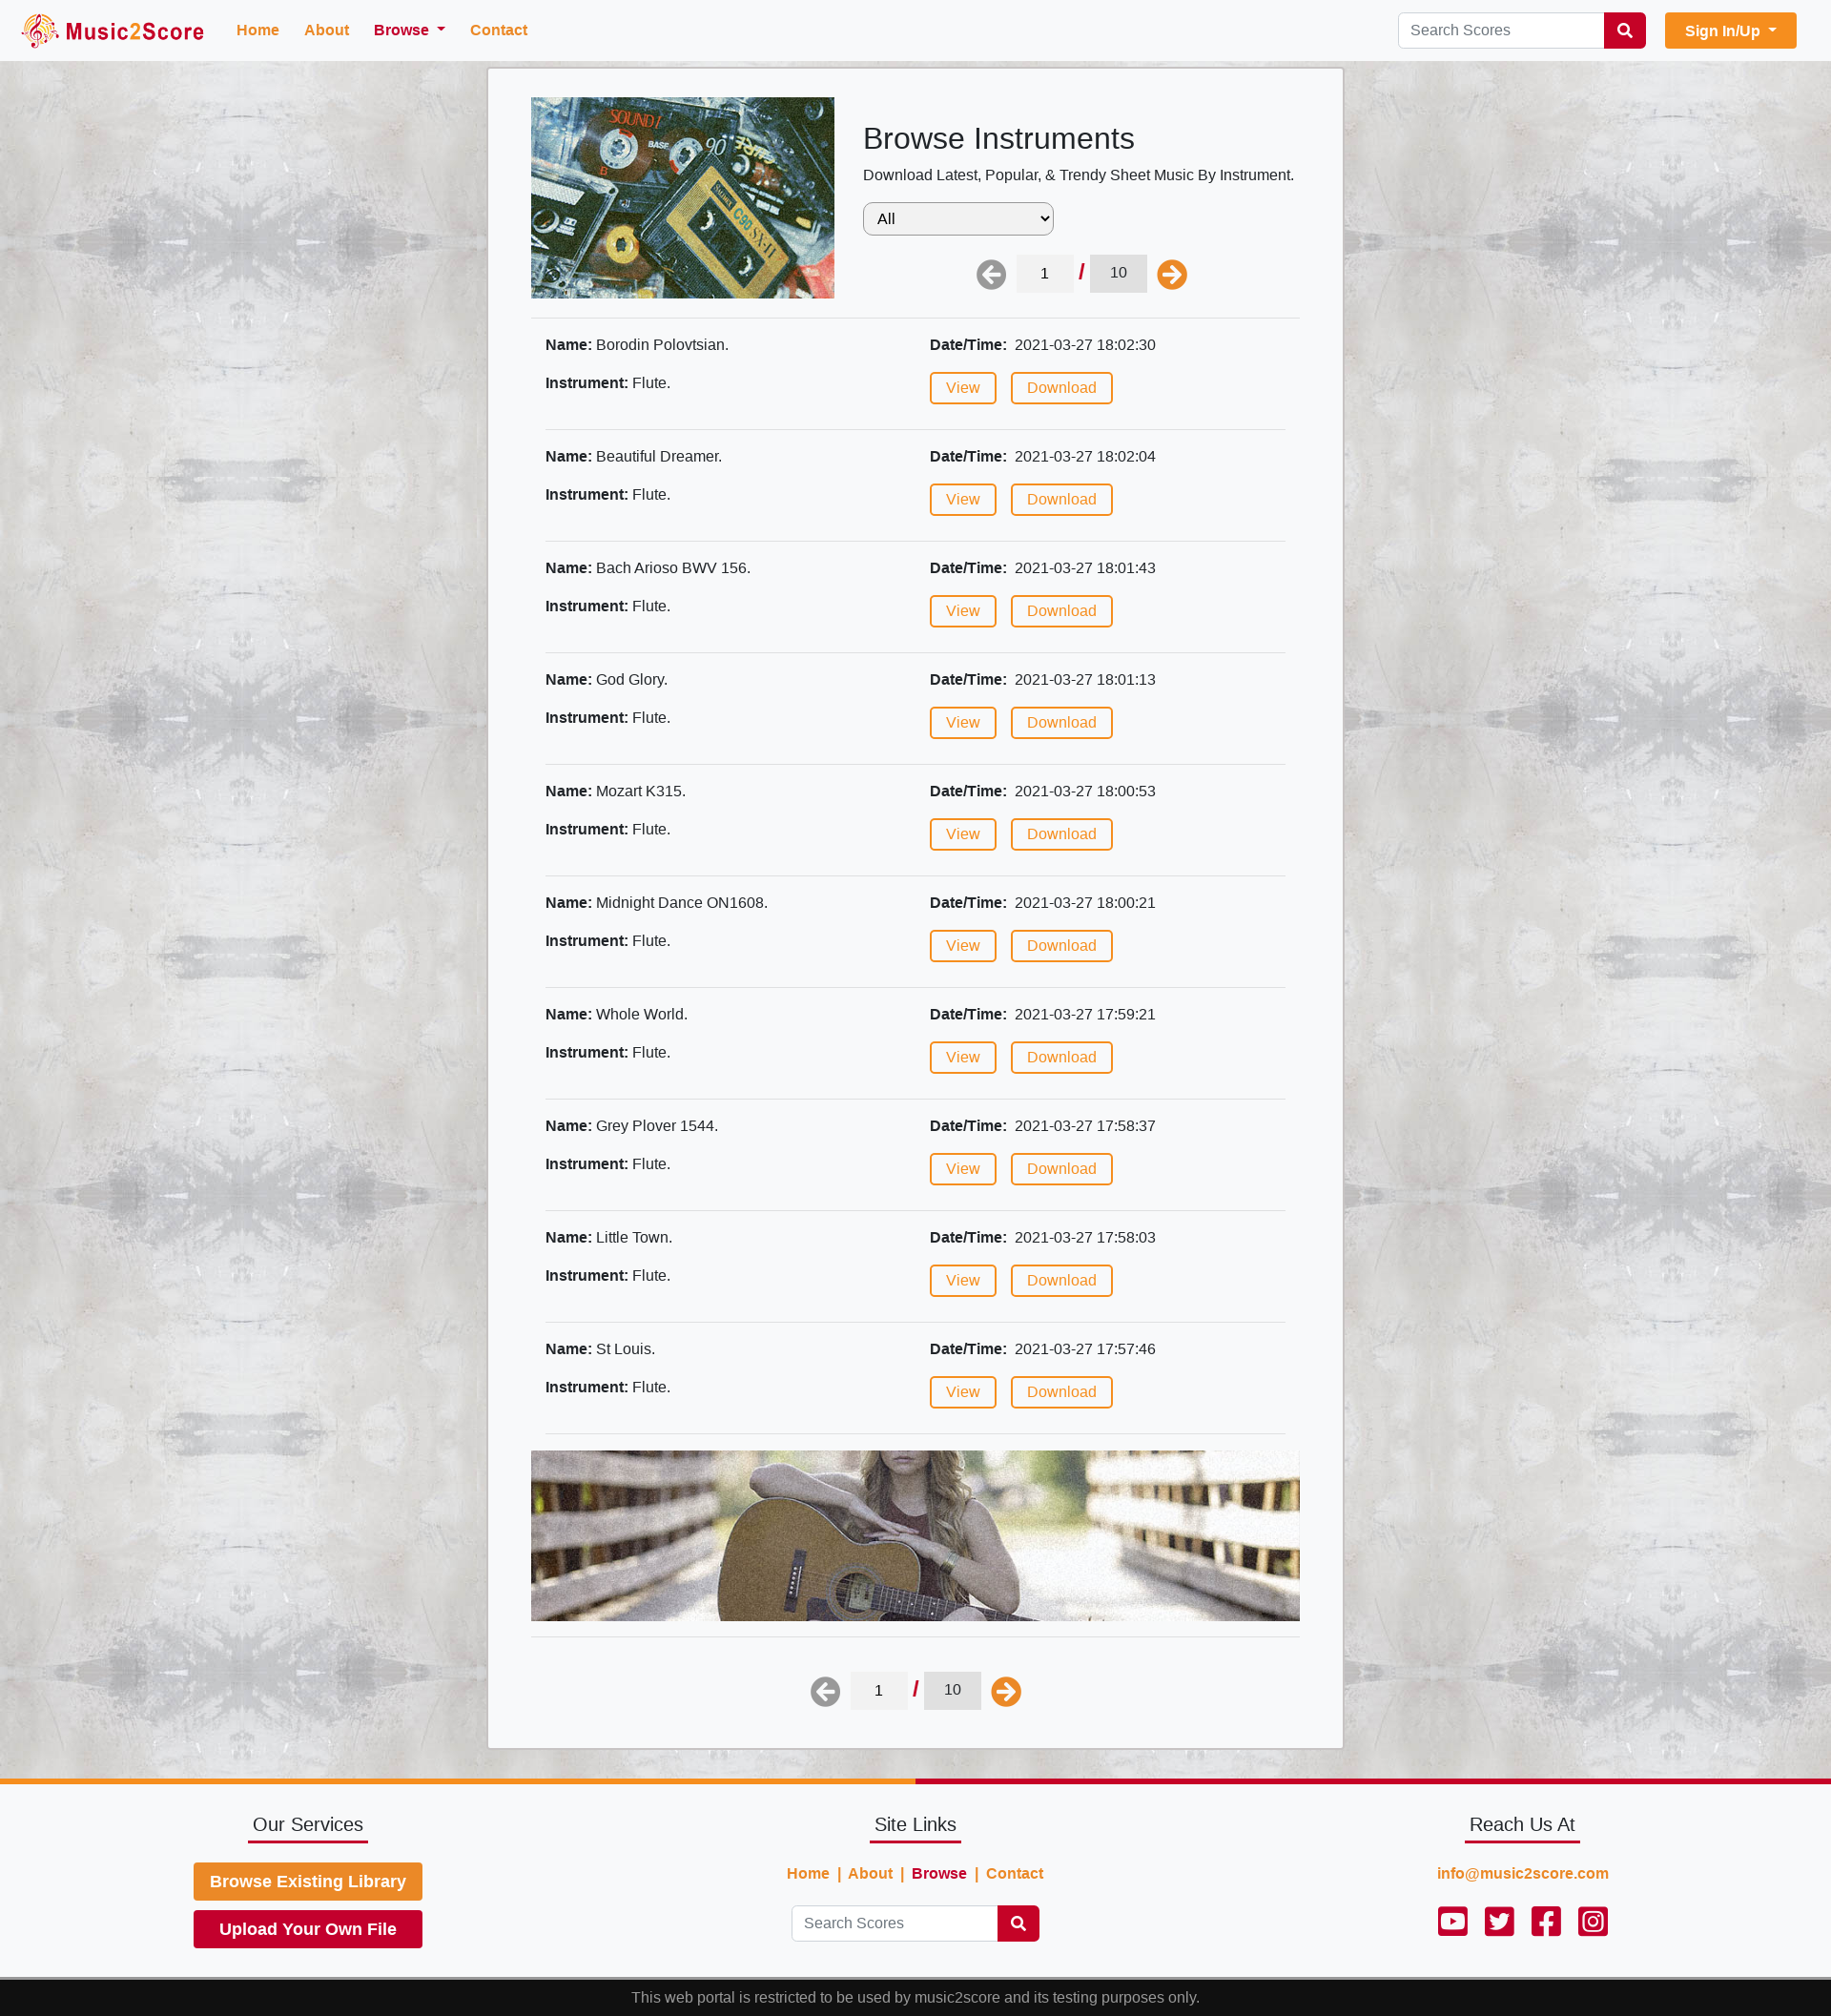 Music2Score Home About Browse Contact Search Scores Sign In/Up
SOUND I
BASE 90
B
C90 SX-II
Browse Instruments
Download Latest, Popular, & Trendy Sheet Music By Instrument.
All
1 / 10
Name: Borodin Polovtsian. Date/Time: 2021-03-27 18:02:30
Instrument: Flute. View Download
Name: Beautiful Dreamer. Date/Time: 2021-03-27 18:02:04
Instrument: Flute. View Download
Name: Bach Arioso BWV 156. Date/Time: 2021-03-27 18:01:43
Instrument: Flute. View Download
Name: God Glory. Date/Time: 2021-03-27 18:01:13
Instrument: Flute. View Download
Name: Mozart K315. Date/Time: 2021-03-27 18:00:53
Instrument: Flute. View Download
Name: Midnight Dance ON1608. Date/Time: 2021-03-27 18:00:21
Instrument: Flute. View Download
Name: Whole World. Date/Time: 2021-03-27 17:59:21
Instrument: Flute. View Download
Name: Grey Plover 1544. Date/Time: 2021-03-27 17:58:37
Instrument: Flute. View Download
Name: Little Town. Date/Time: 2021-03-27 17:58:03
Instrument: Flute. View Download
Name: St Louis. Date/Time: 2021-03-27 17:57:46
Instrument: Flute. View Download
1 / 10
Our Services
Browse Existing Library
Upload Your Own File
Site Links
Home | About | Browse | Contact
Search Scores
Reach Us At
info@music2score.com
This web portal is restricted to be used by music2score and its testing purposes only.